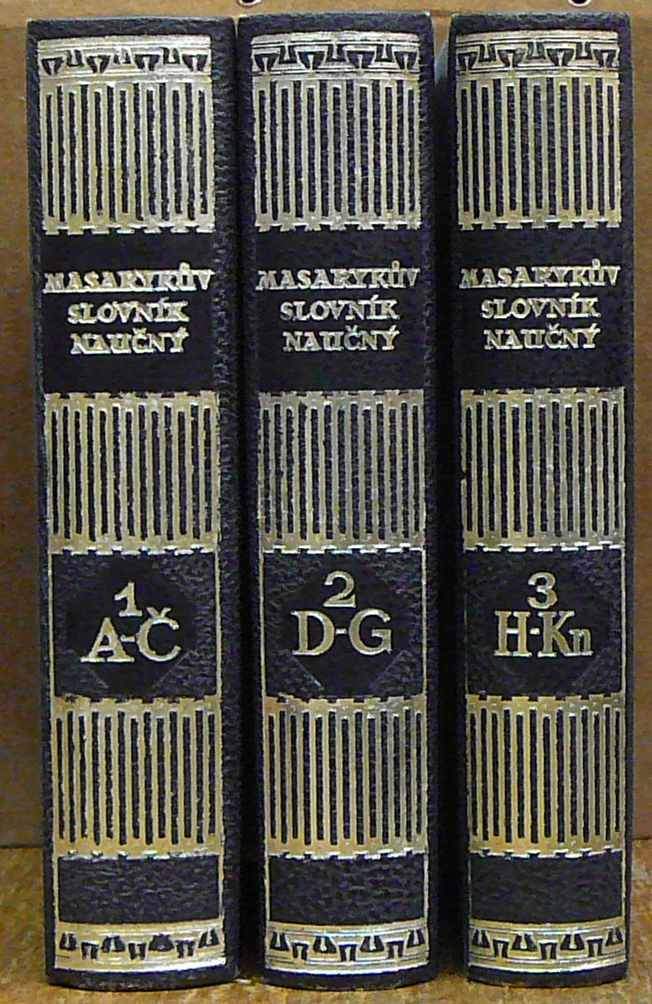 MASARYKŮV
SLOVNÍK
NAUČNÝ
1
A-Č
MASARYKŮV
SLOVNÍK
NAUČNÝ
2
D-G
MASARYKŮV
SLOVNÍK
NAUČNÝ
3
H-Kn